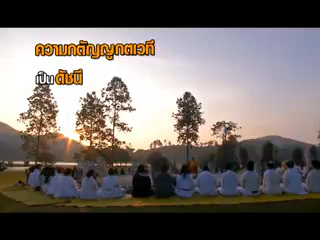 ความกตัญญูกตเวที
เป็น ดัชนี